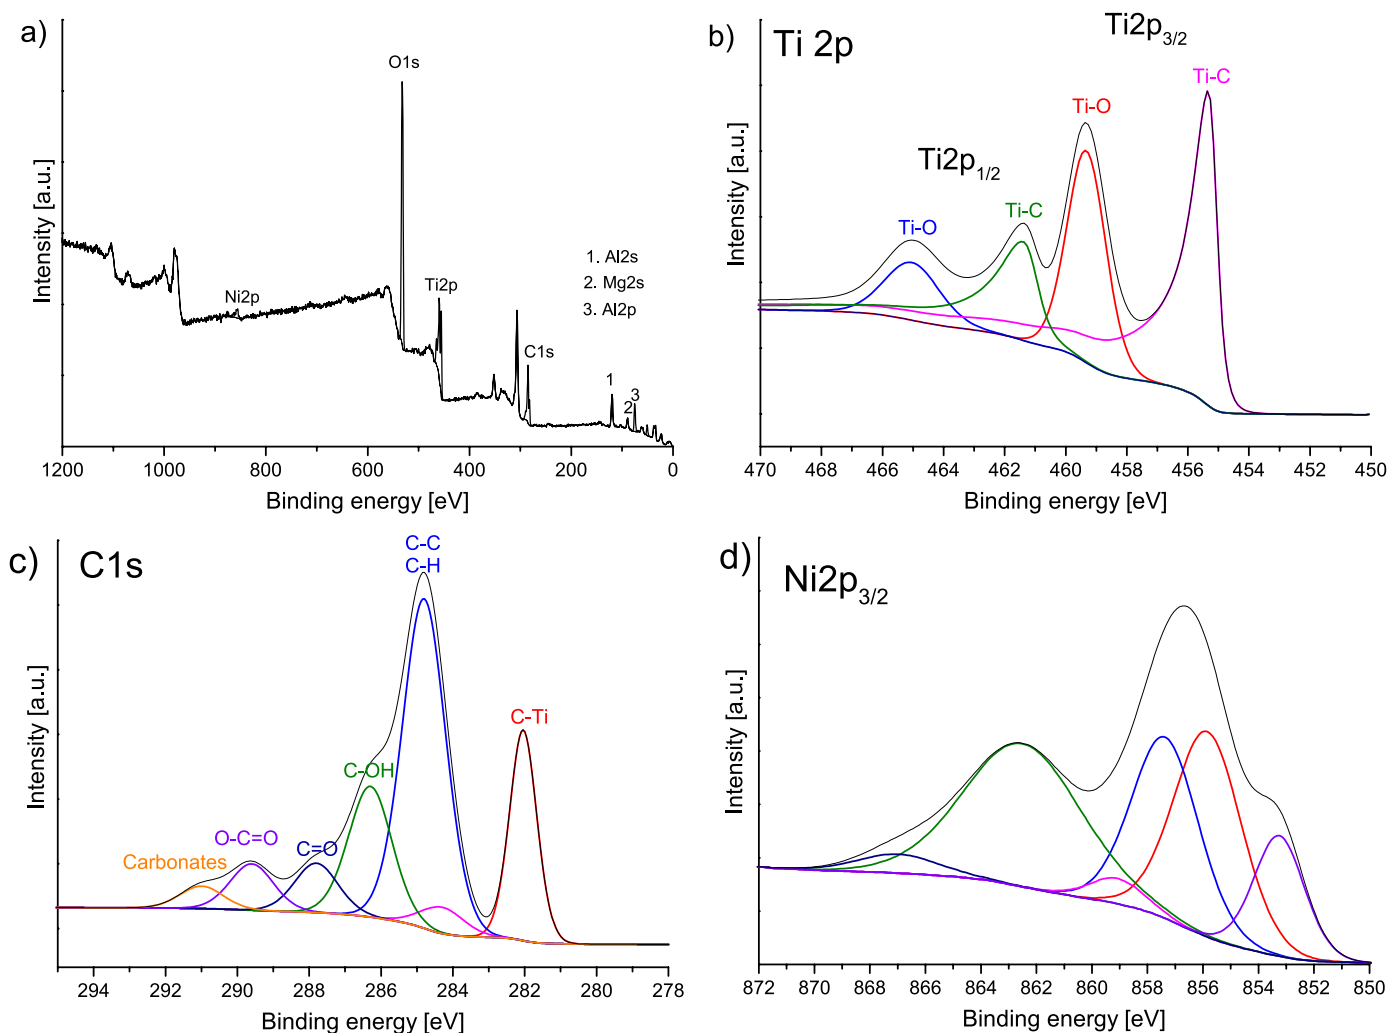 a)
O1s
Ni2p
Ti2p
C1s
1. Al2s
2. Mg2s
3. Al2p
1
2
3
Intensity [a.u.]
1200 1000 800 600 400 200 0
Binding energy [eV]
b) Ti 2p
Ti2p3/2
Ti-C
Ti-O
Ti2p1/2
Ti-C
Ti-O
Intensity [a.u.]
470 468 466 464 462 460 458 456 454 452 450
Binding energy [eV]
c) C1s
C-C
C-H
C-Ti
C-OH
O-C=O
C=O
Carbonates
Intensity [a.u.]
294 292 290 288 286 284 282 280 278
Binding energy [eV]
d)
Ni2p3/2
Intensity [a.u.]
872 870 868 866 864 862 860 858 856 854 852 850
Binding energy [eV]